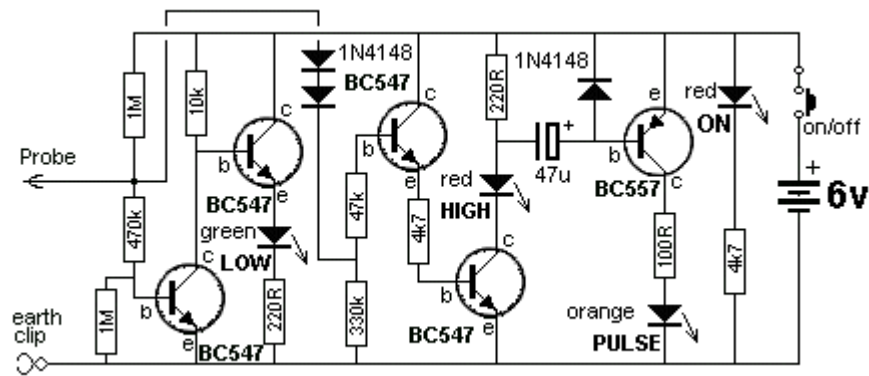 1N4148
BC547
1M
10k
c
b
e
BC547
Probe
470k
green
LOW
c
b
e
BC547
1M
220R
earth
clip
c
b
e
47k
4k7
330k
220R
1N4148
+
47u
red
HIGH
c
b
e
BC547
e
b
c
BC557
100R
orange
PULSE
red
ON
4k7
on/off
+
6v